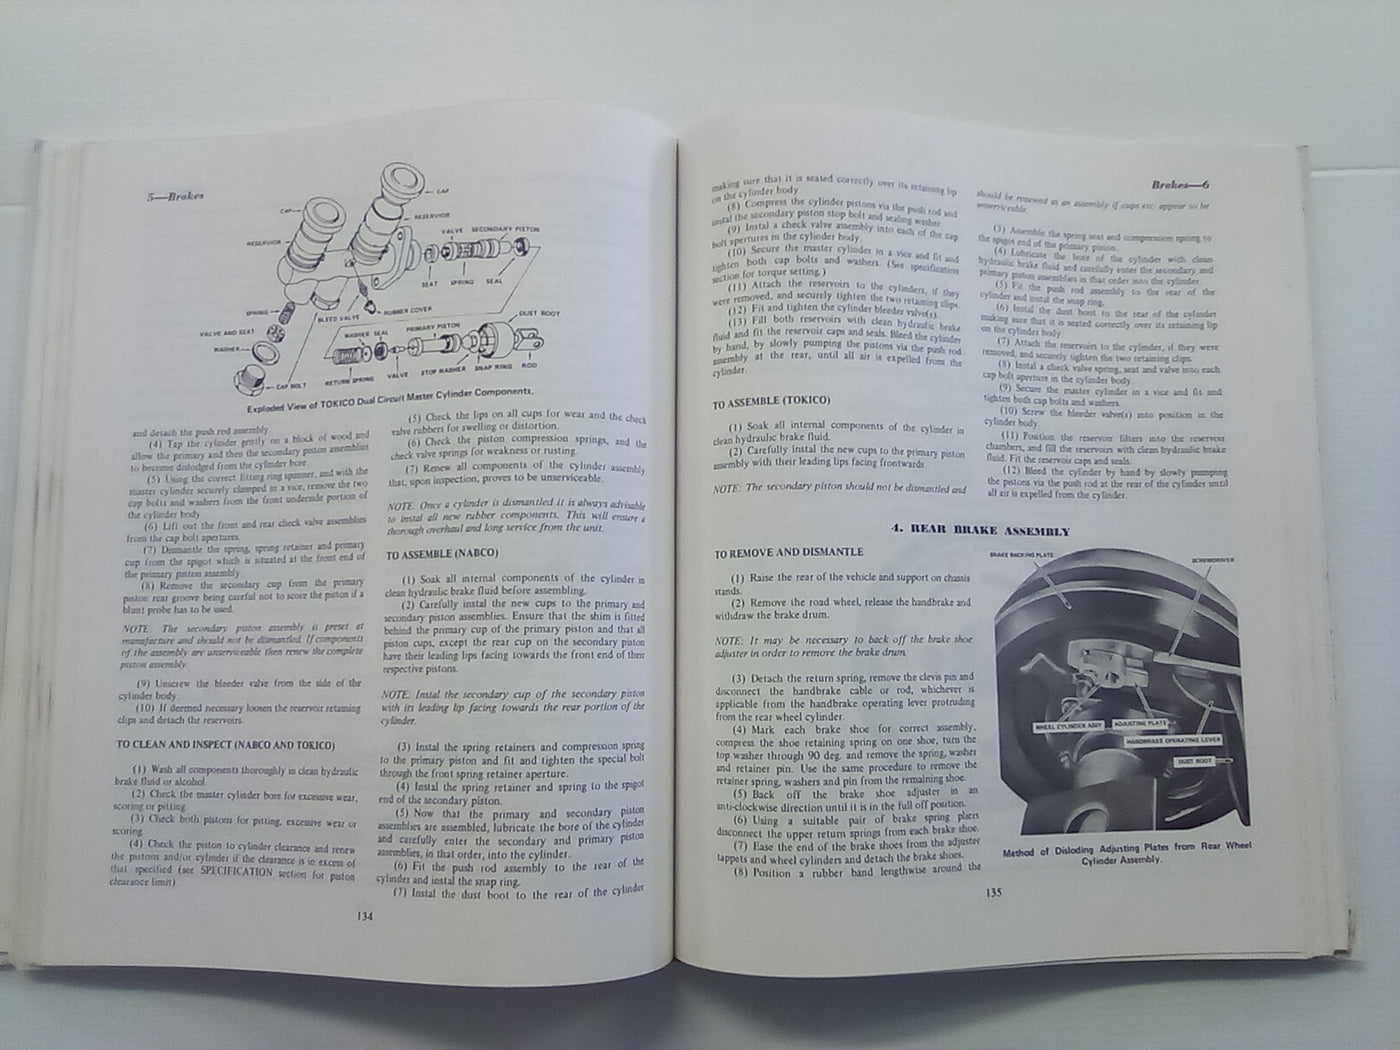 5—Brakes
CAP
CAP
RESERVIOR
RESERVIOR
VALVE SECONDARY PISTON
SEAT SPRING SEAL
SPRING
BLEED VALVE
RUBBER COVER
VALVE AND SEAT
WASHER
CAP BOLT
WASHER SEAL
PRIMARY PISTON
DUST BOOT
RETURN SPRING VALVE STOP WASHER SNAP RING ROD
Exploded View of TOKICO Dual Circuit Master Cylinder Components.
and detach the push rod assembly.
(4) Tap the cylinder gently on a block of wood and
allow the primary and then the secondary piston assemblies
to become dislodged from the cylinder bore.
(5) Using the correct fitting ring spanner, and with the
master cylinder securely clamped in a vice, remove the two
cap bolts and washers from the front underside portion of
the cylinder body.
(6) Lift out the front and rear check valve assemblies
from the cap bolt apertures.
(7) Dismantle the spring, spring retainer and primary
cup from the spigot which is situated at the front end of
the primary piston assembly.
(8) Remove the secondary cup from the primary
piston rear groove being careful not to score the piston if a
blunt probe has to be used.
NOTE: The secondary piston assembly is preset at
manufacture and should not be dismantled. If components
of the assembly are unserviceable then renew the complete
piston assembly.
(9) Unscrew the bleeder valve from the side of the
cylinder body.
(10) If deemed necessary loosen the reservoir retaining
clips and detach the reservoirs.
TO CLEAN AND INSPECT (NABCO AND TOKICO)
(1) Wash all components thoroughly in clean hydraulic
brake fluid or alcohol.
(2) Check the master cylinder bore for excessive wear,
scoring or pitting.
(3) Check both pistons for pitting, excessive wear or
scoring.
(4) Check the piston to cylinder clearance and renew
the pistons and/or cylinder if the clearance is in excess of
that specified (see SPECIFICATION section for piston
clearance limit).
(5) Check the lips on all cups for wear and the check
valve rubbers for swelling or distortion.
(6) Check the piston compression springs, and the
check valve springs for weakness or rusting.
(7) Renew all components of the cylinder assembly
that, upon inspection, proves to be unserviceable.
NOTE: Once a cylinder is dismantled it is always advisable
to instal all new rubber components. This will ensure a
thorough overhaul and long service from the unit.
TO ASSEMBLE (NABCO)
(1) Soak all internal components of the cylinder in
clean hydraulic brake fluid before assembling.
(2) Carefully instal the new cups to the primary and
secondary piston assemblies. Ensure that the shim is fitted
behind the primary cup of the primary piston and that all
piston cups, except the rear cup on the secondary piston
have their leading lips facing towards the front end of their
respective pistons.
NOTE: Instal the secondary cup of the secondary piston
with its leading lip facing towards the rear portion of the
cylinder.
(3) Instal the spring retainers and compression spring
to the primary piston and fit and tighten the special bolt
through the front spring retainer aperture.
(4) Instal the spring retainer and spring to the spigot
end of the secondary piston.
(5) Now that the primary and secondary piston
assemblies are assembled, lubricate the bore of the cylinder
and carefully enter the secondary and primary piston
assemblies, in that order, into the cylinder.
(6) Fit the push rod assembly to the rear of the
cylinder and instal the snap ring.
(7) Instal the dust boot to the rear of the cylinder
134
Brakes—6
making sure that it is seated correctly over its retaining lip
on the cylinder body.
(8) Compress the cylinder pistons via the push rod and
instal the secondary piston stop bolt and sealing washer.
(9) Instal a check valve assembly into each of the cap
bolt apertures in the cylinder body.
(10) Secure the master cylinder in a vice and fit and
tighten both cap bolts and washers. (See specification
section for torque setting.)
(11) Attach the reservoirs to the cylinders, if they
were removed, and securely tighten the two retaining clips.
(12) Fit and tighten the cylinder bleeder valve(s).
(13) Fill both reservoirs with clean hydraulic brake
fluid and fit the reservoir caps and seals. Bleed the cylinder
by hand, by slowly pumping the pistons via the push rod
assembly at the rear, until all air is expelled from the
cylinder.
TO ASSEMBLE (TOKICO)
(1) Soak all internal components of the cylinder in
clean hydraulic brake fluid.
(2) Carefully instal the new cups to the primary piston
assembly with their leading lips facing frontwards.
NOTE: The secondary piston should not be dismantled and
should be renewed as an assembly if cups etc. appear to be
unserviceable.
(3) Assemble the spring seat and compression spring to
the spigot end of the primary piston.
(4) Lubricate the bore of the cylinder with clean
hydraulic brake fluid and carefully enter the secondary and
primary piston assemblies in that order into the cylinder.
(5) Fit the push rod assembly to the rear of the
cylinder and instal the snap ring.
(6) Instal the dust boot to the rear of the cylinder
making sure that it is seated correctly over its retaining lip
on the cylinder body.
(7) Attach the reservoirs to the cylinder, if they were
removed, and securely tighten the two retaining clips.
(8) Instal a check valve spring, seat and valve into each
cap bolt aperture in the cylinder body.
(9) Secure the master cylinder in a vice and fit and
tighten both cap bolts and washers.
(10) Screw the bleeder valve(s) into position in the
cylinder body.
(11) Position the reservoir filters into the reservoir
chambers, and fill the reservoirs with clean hydraulic brake
fluid. Fit the reservoir caps and seals.
(12) Bleed the cylinder by hand by slowly pumping
the pistons via the push rod at the rear of the cylinder until
all air is expelled from the cylinder.
4. REAR BRAKE ASSEMBLY
TO REMOVE AND DISMANTLE
(1) Raise the rear of the vehicle and support on chassis
stands.
(2) Remove the road wheel, release the handbrake and
withdraw the brake drum.
NOTE: It may be necessary to back off the brake shoe
adjuster in order to remove the brake drum.
(3) Detach the return spring, remove the clevis pin and
disconnect the handbrake cable or rod, whichever is
applicable from the handbrake operating lever protruding
from the rear wheel cylinder.
(4) Mark each brake shoe for correct assembly,
compress the shoe retaining spring on one shoe, turn the
top washer through 90 deg. and remove the spring, washer
and retainer pin. Use the same procedure to remove the
retainer spring, washers and pin from the remaining shoe.
(5) Back off the brake shoe adjuster in an
anti-clockwise direction until it is in the full off position.
(6) Using a suitable pair of brake spring pliers
disconnect the upper return springs from each brake shoe.
(7) Ease the end of the brake shoes from the adjuster
tappets and wheel cylinders and detach the brake shoes.
(8) Position a rubber band lengthwise around the
BRAKE BACKING PLATE
SCREWDRIVER
WHEEL CYLINDER ASSY
ADJUSTING PLATE
HANDBRAKE OPERATING LEVER
DUST BOOT
Method of Disloding Adjusting Plates from Rear Wheel
Cylinder Assembly.
135